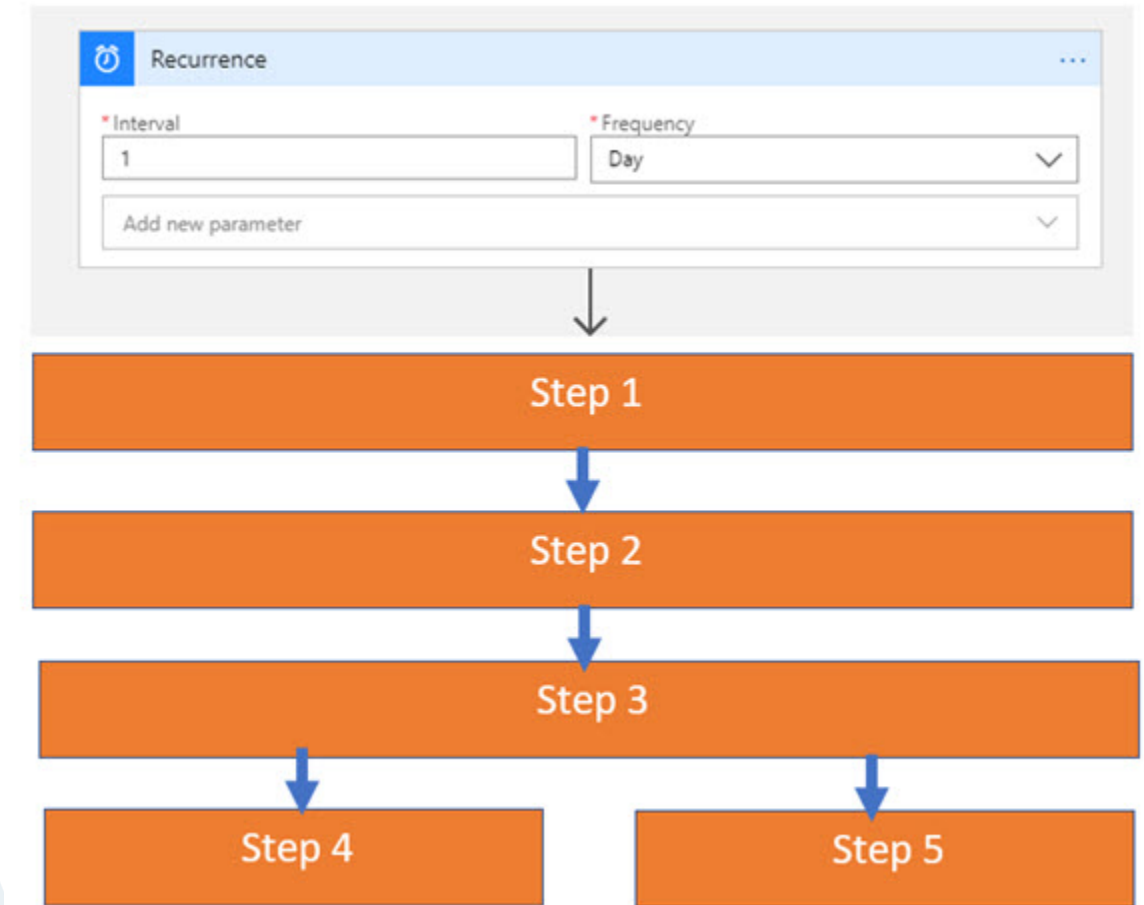 Recurrence
* Interval
* Frequency
1
Day
Add new parameter
Step 1
Step 2
Step 3
Step 4
Step 5